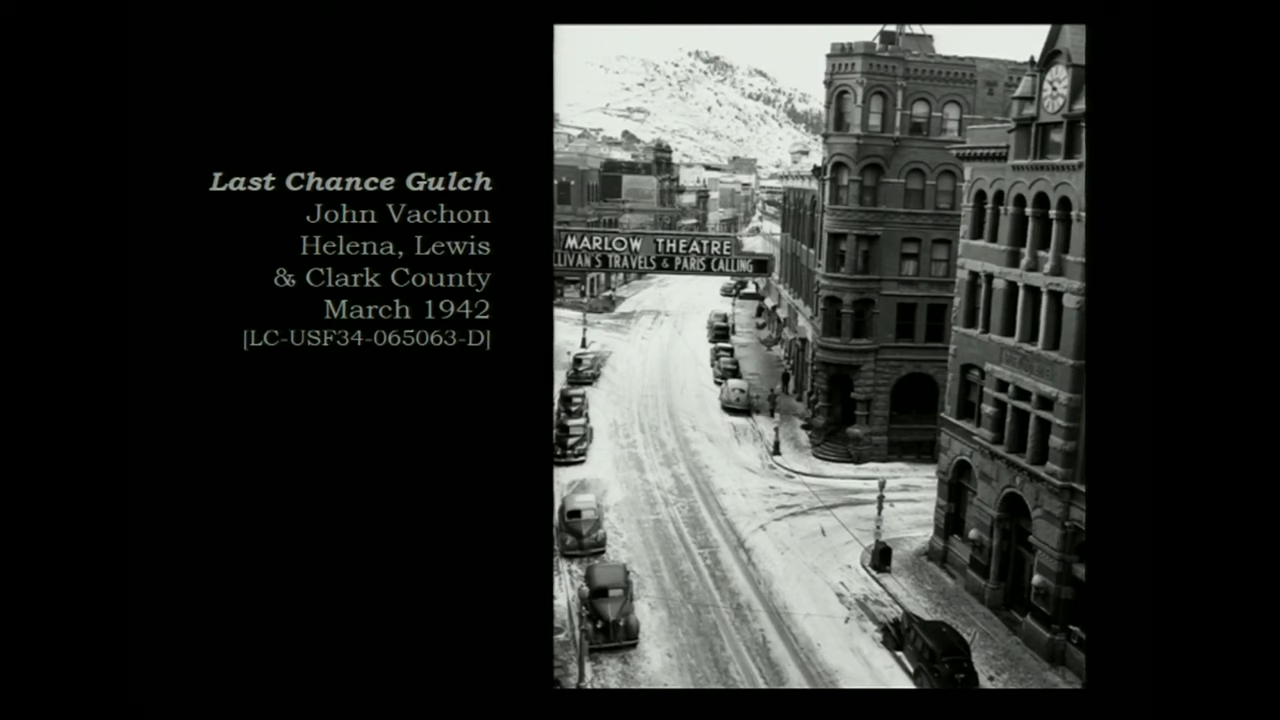 Last Chance Gulch
John Vachon
Helena, Lewis
& Clark County
March 1942
[LC-USF34-065063-D]
MARLOW THEATRE
LLIVAN'S TRAVELS & PARIS CALLING